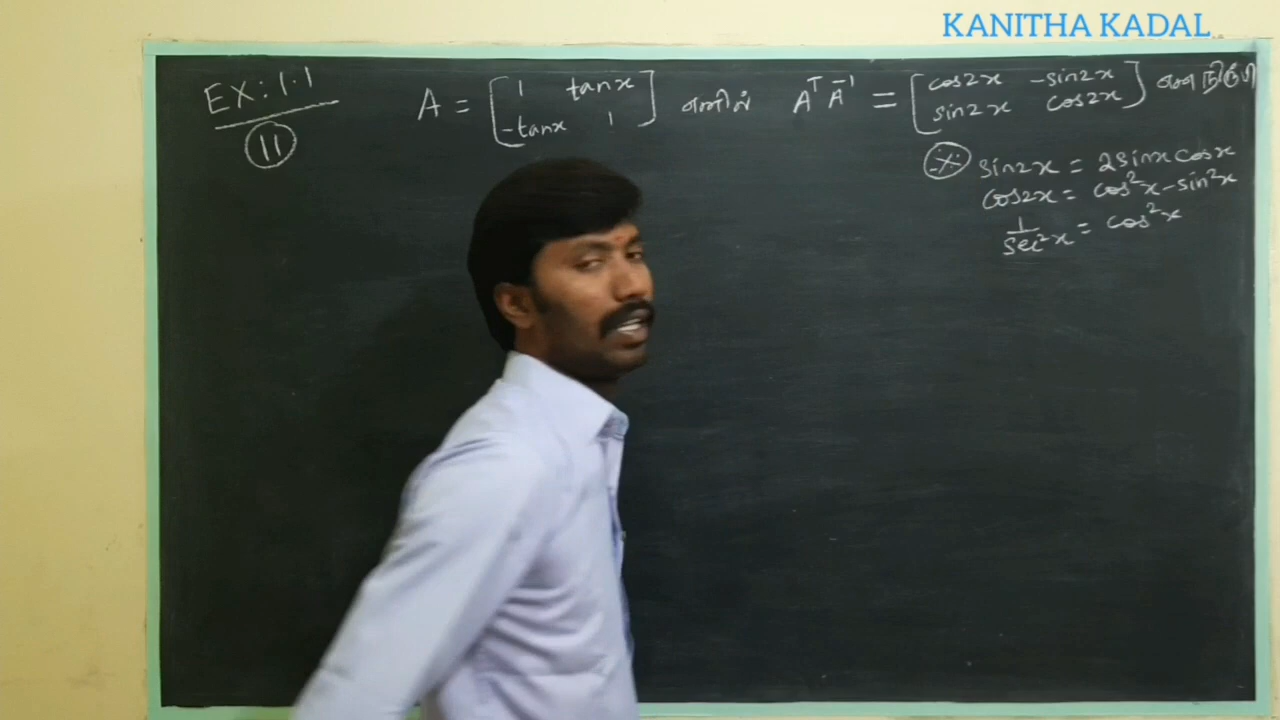 KANITHA KADAL
EX: 1.1
11
A = [ 1 tanx
-tanx 1 ] எனில் AᵀA⁻¹ = [ cos2x -sin2x
sin2x cos2x ] என நிரூபி
sin2x = 2sinx cosx
cos2x = cos²x - sin²x
1/sec²x = cos²x